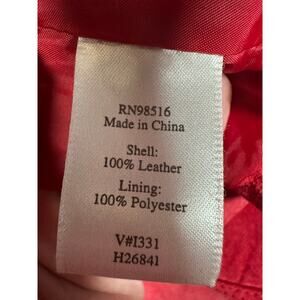 RN98516
Made in China
Shell:
100% Leather
Lining:
100% Polyester
V#I331
H26841